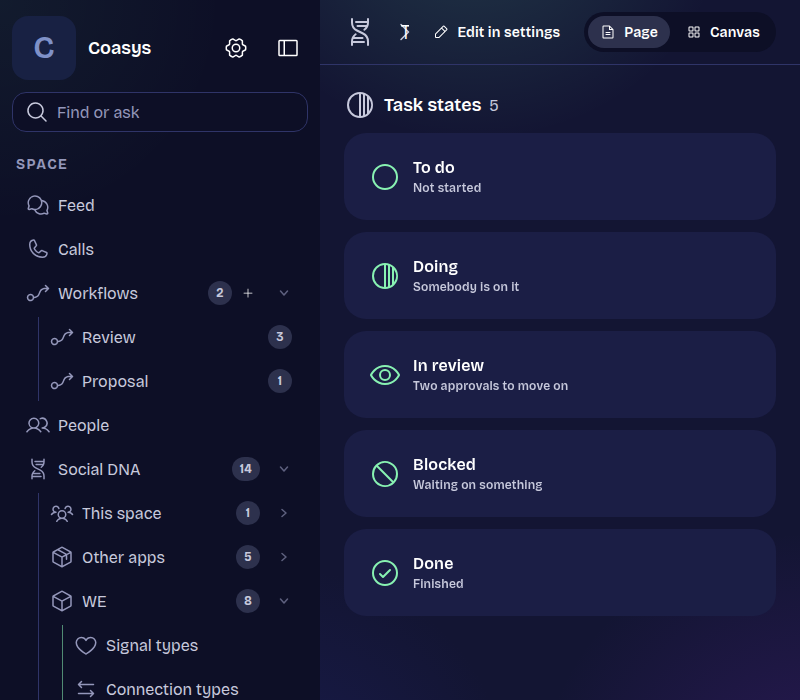 C
Coasys
Edit in settings
Page
Canvas
Find or ask
SPACE
Feed
Calls
Workflows 2 +
Review 3
Proposal 1
People
Social DNA 14
This space 1
Other apps 5
WE 8
Signal types
Connection types
Task states 5
To do
Not started
Doing
Somebody is on it
In review
Two approvals to move on
Blocked
Waiting on something
Done
Finished